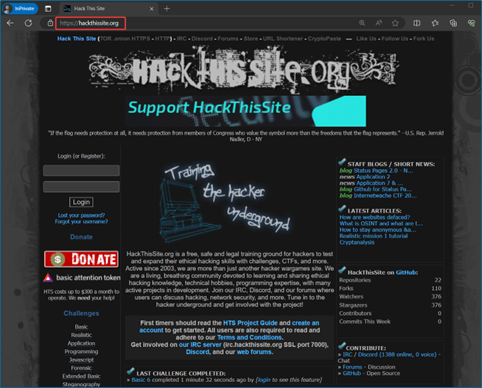 InPrivate
Hack This Site
https://hackthissite.org
Hack This Site (TOR .onion HTTPS - HTTP) - IRC - Discord - Forums - Store - URL Shortener - CryptoPaste --- Like Us - Follow Us - Fork Us
HackThisSite.org
Support HackThisSite
"If the flag needs protection at all, it needs protection from members of Congress who value the symbol more than the freedoms that the flag represents." --U.S. Rep. Jerrold
Nadler, D - NY
Login (or Register):
Login
Lost your password?
Forgot your username?
Donate
DONATE
basic attention token
HTS costs up to $300 a month to
operate. We need your help!
Challenges
Basic
Realistic
Application
Programming
Javascript
Forensic
Extended Basic
Steganography
Training
the hacker
underground
HackThisSite.org is a free, safe and legal training ground for hackers to test
and expand their ethical hacking skills with challenges, CTFs, and more.
Active since 2003, we are more than just another hacker wargames site. We
are a living, breathing community devoted to learning and sharing ethical
hacking knowledge, technical hobbies, programming expertise, with many
active projects in development. Join our IRC, Discord, and our forums where
users can discuss hacking, network security, and more. Tune in to the
hacker underground and get involved with the project!
First timers should read the HTS Project Guide and create an
account to get started. All users are also required to read and
adhere to our Terms and Conditions.
Get involved on our IRC server (irc.hackthissite.org SSL port 7000),
Discord, and our web forums.
LAST CHALLENGE COMPLETED:
Basic 6 completed 1 minute 32 seconds ago by [login to see this feature]
STAFF BLOGS / SHORT NEWS:
blog Status Pages 2.0 - N...
news Application 2
news Application 7 & ...
blog Github for Status Pa...
blog Internetwache CTF 20...
LATEST ARTICLES:
How are websites defaced?
What is OSINT and what are t...
How to stay anonymous &a...
Realistic mission 1 tutorial
Cryptanalysis
HackThisSite on GitHub:
Repositories 22
Forks 110
Watchers 376
Stargazers 376
Contributors 0
Commits This Week 0
CONTRIBUTE:
IRC / Discord (1388 online, 0 voice) -
Chat
Forums - Discussion
GitHub - Open Source